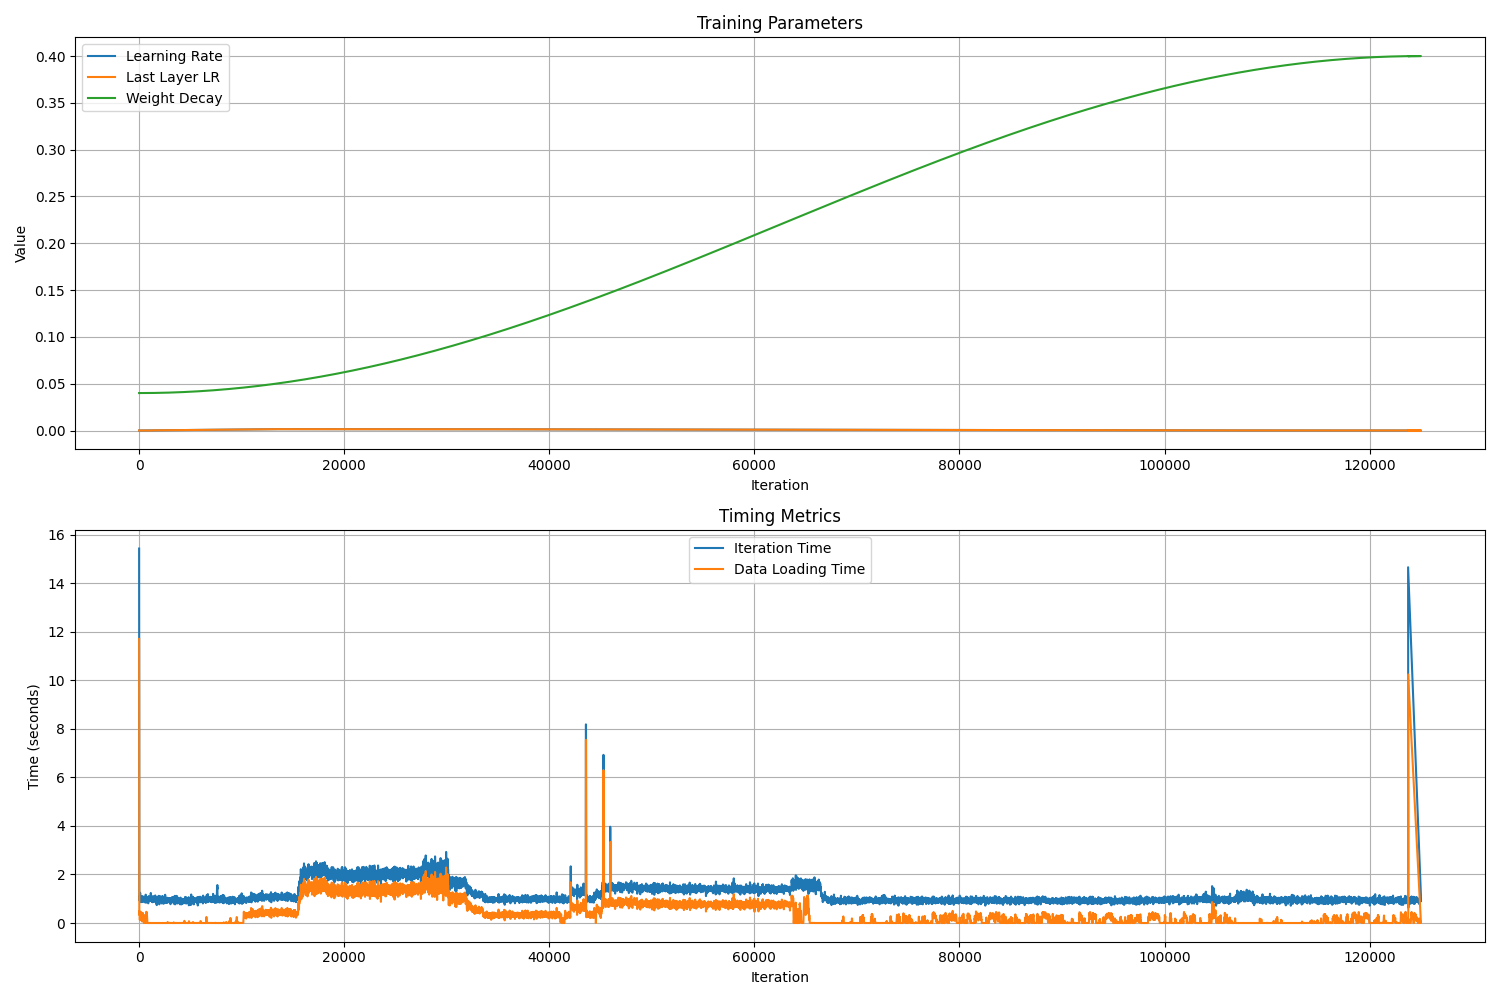 Training Parameters
Learning Rate
Last Layer LR
Weight Decay
0.40
0.35
0.30
0.25
0.20
0.15
0.10
0.05
0.00
Value
0 20000 40000 60000 80000 100000 120000
Iteration
Timing Metrics
Iteration Time
Data Loading Time
16
14
12
10
8
6
4
2
0
Time (seconds)
0 20000 40000 60000 80000 100000 120000
Iteration